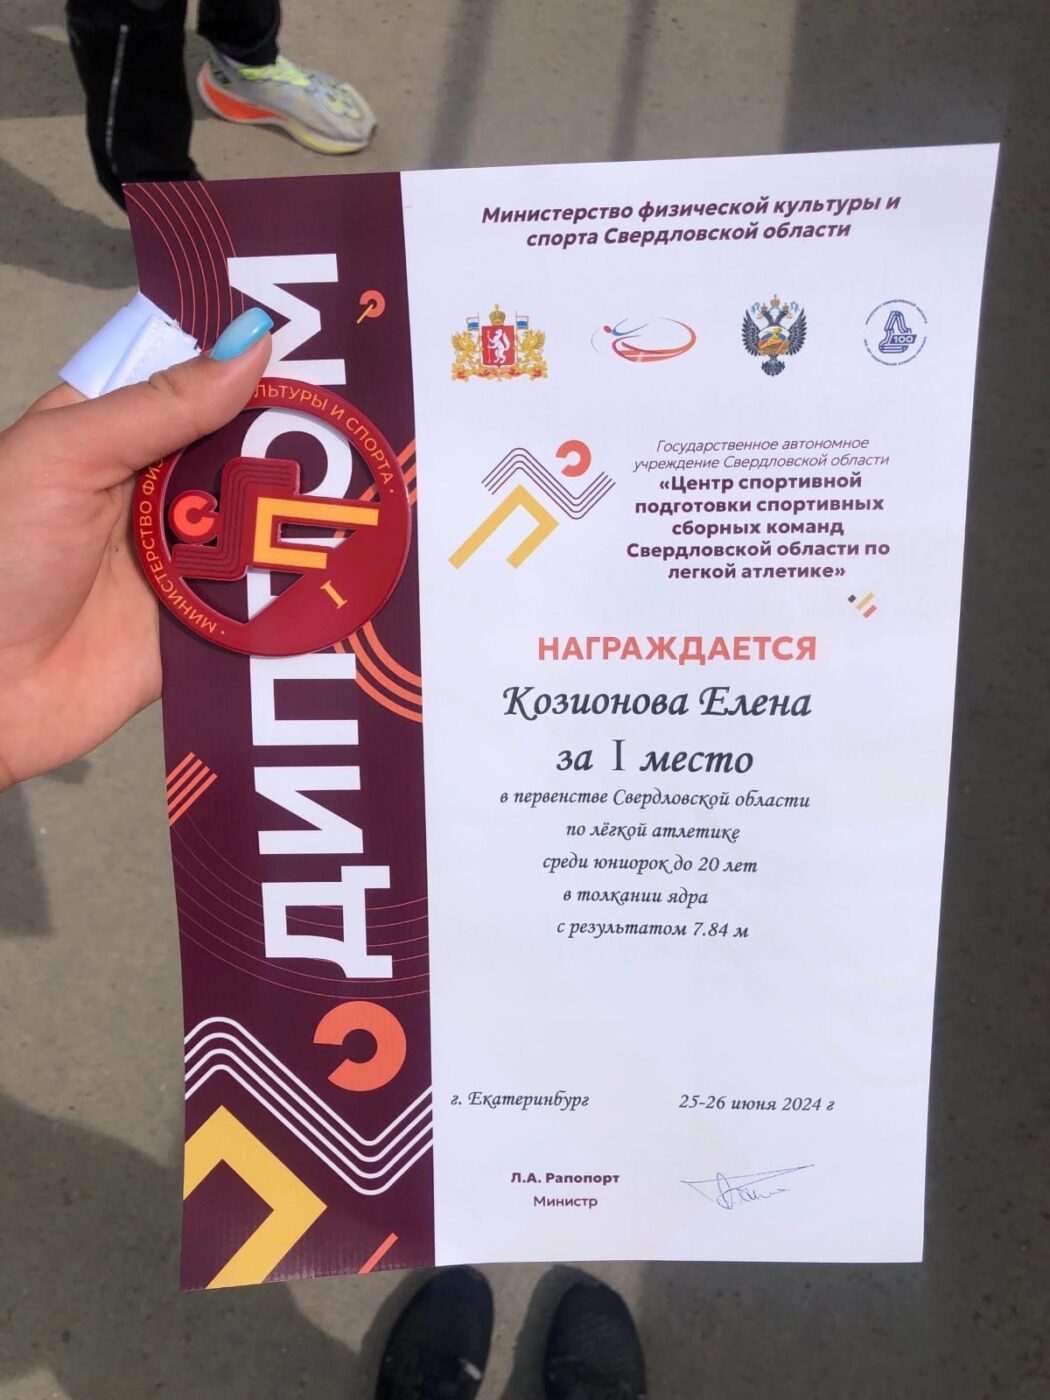 Министерство физической культуры и
спорта Свердловской области
100
Государственное автономное
учреждение Свердловской области
«Центр спортивной
подготовки спортивных
сборных команд
Свердловской области по
легкой атлетике»
НАГРАЖДАЕТСЯ
Козионова Елена
за I место
в первенстве Свердловской области
по лёгкой атлетике
среди юниорок до 20 лет
в толкании ядра
с результатом 7.84 м
г. Екатеринбург 25-26 июня 2024 г
Л.А. Рапопорт
Министр
ДИПЛОМ
МИНИСТЕРСТВО И СПОРТА
I